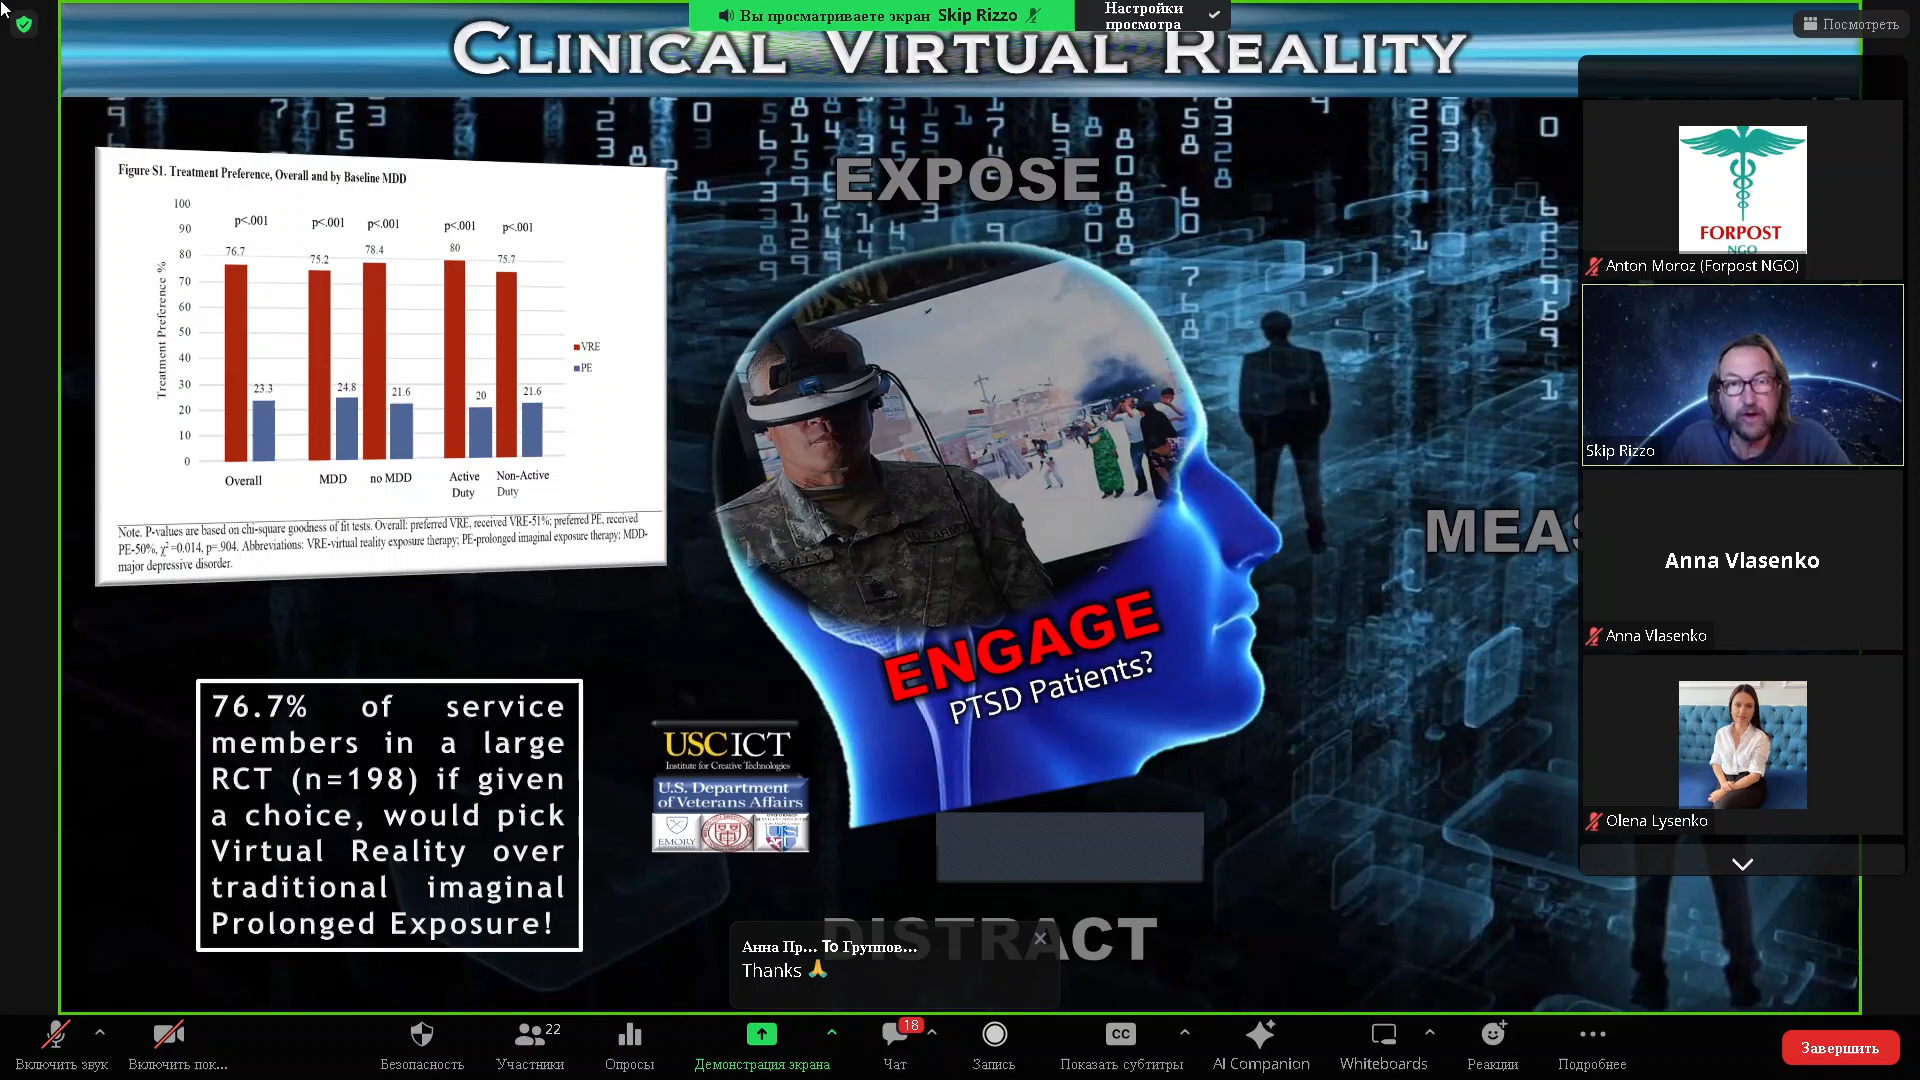 Вы просматриваете экран Skip Rizzo
Настройки просмотра
Посмотреть
CLINICAL VIRTUAL REALITY
EXPOSE
MEAS
DISTRACT
Figure S1. Treatment Preference, Overall and by Baseline MDD
Treatment Preference %
100
90
80
70
60
50
40
30
20
10
0
p<.001 p<.001 p<.001 p<.001 p<.001
76.7 75.2 78.4 80 75.7
23.3 24.8 21.6 20 21.6
Overall MDD no MDD Active Duty Non-Active Duty
VRE
PE
Note. P-values are based on chi-square goodness of fit tests. Overall: preferred VRE, received VRE-51%; preferred PE, received
PE-50%, χ²=0.014, p=.904. Abbreviations: VRE-virtual reality exposure therapy; PE-prolonged imaginal exposure therapy; MDD-
major depressive disorder.
U.S. ARMY
ENGAGE
PTSD Patients?
76.7% of service
members in a large
RCT (n=198) if given
a choice, would pick
Virtual Reality over
traditional imaginal
Prolonged Exposure!
USC ICT
Institute for Creative Technologies
U.S. Department
of Veterans Affairs
EMORY
FORPOST
NGO
Anton Moroz (Forpost NGO)
Skip Rizzo
Anna Vlasenko
Anna Vlasenko
Olena Lysenko
Анна Пр... To Группов...
Thanks 🙏
Включить звук
Включить пок...
Безопасность
22
Участники
Опросы
Демонстрация экрана
18
Чат
Запись
CC
Показать субтитры
AI Companion
Whiteboards
Реакции
Подробнее
Завершить